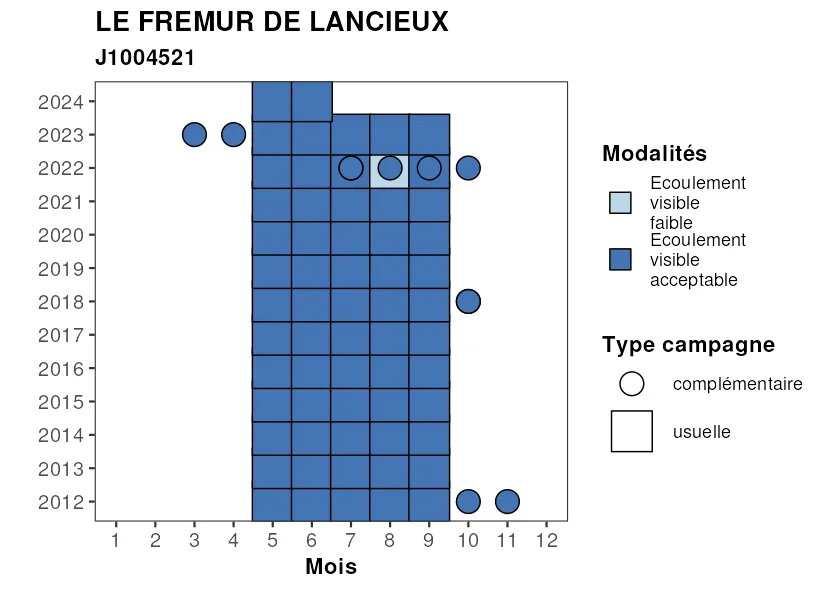 LE FREMUR DE LANCIEUX
J1004521
2024
2023
2022
2021
2020
2019
2018
2017
2016
2015
2014
2013
2012
1 2 3 4 5 6 7 8 9 10 11 12
Mois
Modalités
Ecoulement
visible
faible
Ecoulement
visible
acceptable
Type campagne
complémentaire
usuelle